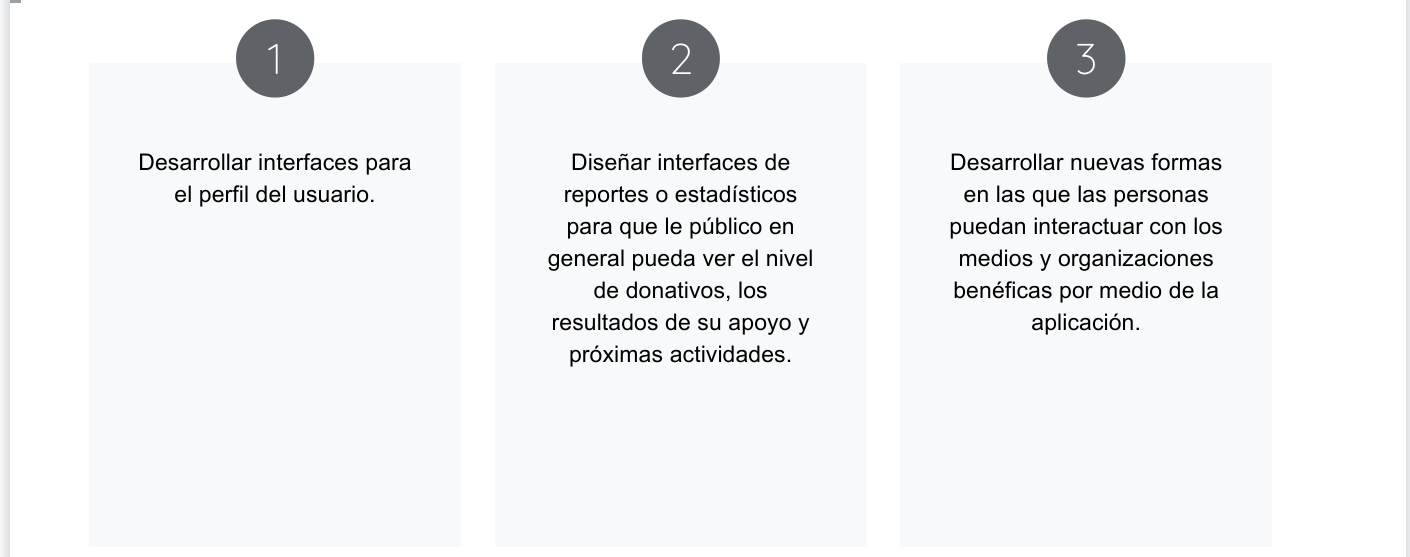 1
Desarrollar interfaces para
el perfil del usuario.
2
Diseñar interfaces de
reportes o estadísticos
para que le público en
general pueda ver el nivel
de donativos, los
resultados de su apoyo y
próximas actividades.
3
Desarrollar nuevas formas
en las que las personas
puedan interactuar con los
medios y organizaciones
benéficas por medio de la
aplicación.